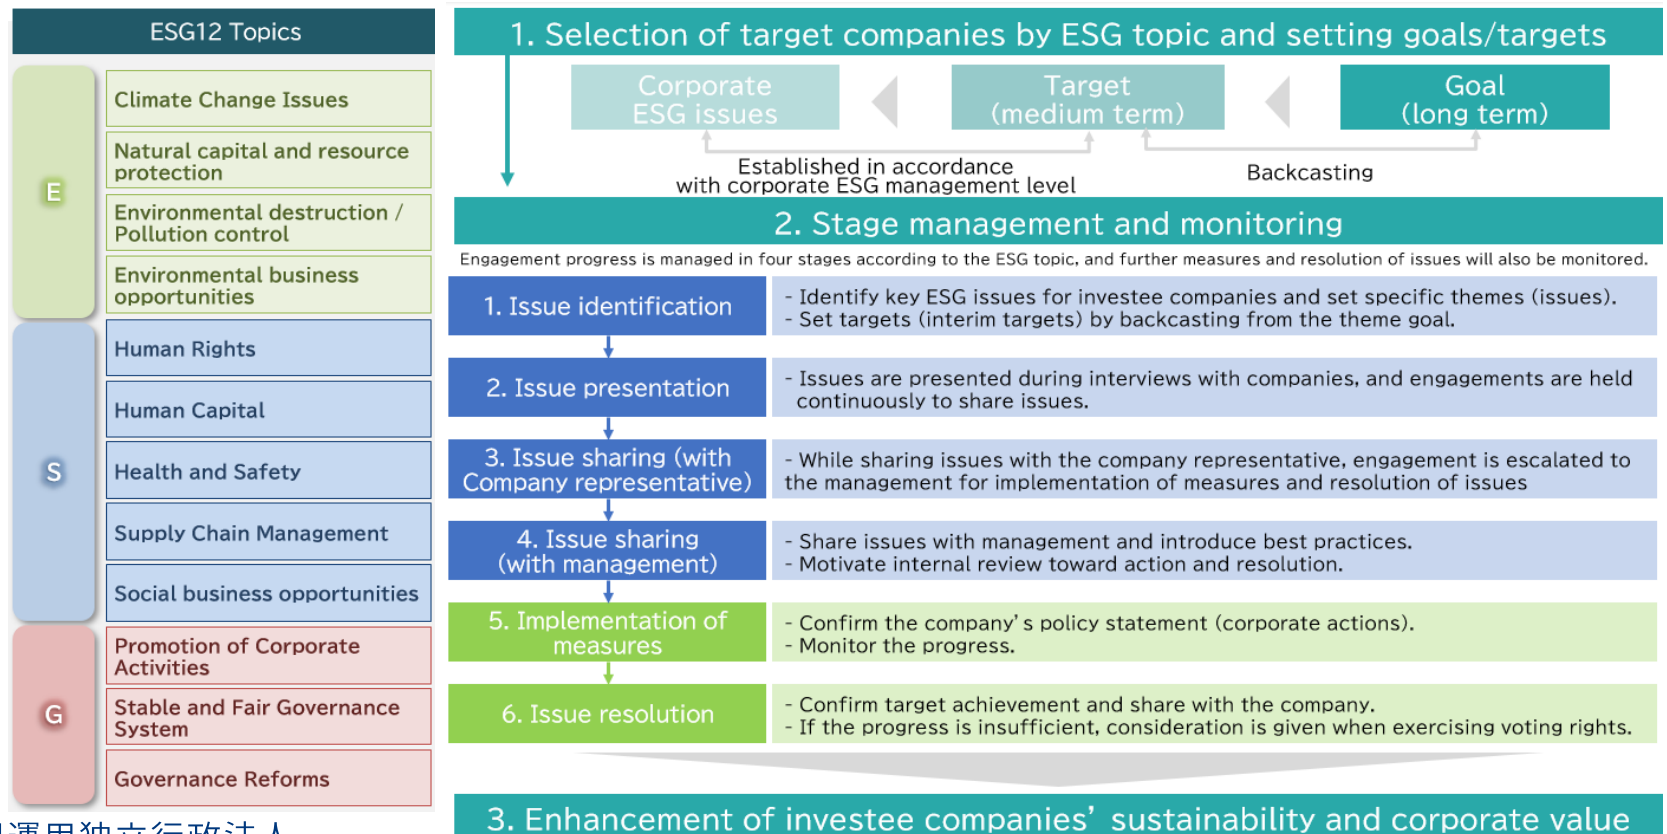 ESG12 Topics
E
Climate Change Issues
Natural capital and resource
protection
Environmental destruction /
Pollution control
Environmental business
opportunities
S
Human Rights
Human Capital
Health and Safety
Supply Chain Management
Social business opportunities
G
Promotion of Corporate
Activities
Stable and Fair Governance
System
Governance Reforms
1. Selection of target companies by ESG topic and setting goals/targets
Corporate
ESG issues
Target
(medium term)
Goal
(long term)
Established in accordance
with corporate ESG management level
Backcasting
2. Stage management and monitoring
Engagement progress is managed in four stages according to the ESG topic, and further measures and resolution of issues will also be monitored.
1. Issue identification
- Identify key ESG issues for investee companies and set specific themes (issues).
- Set targets (interim targets) by backcasting from the theme goal.
2. Issue presentation
- Issues are presented during interviews with companies, and engagements are held
continuously to share issues.
3. Issue sharing (with
Company representative)
- While sharing issues with the company representative, engagement is escalated to
the management for implementation of measures and resolution of issues
4. Issue sharing
(with management)
- Share issues with management and introduce best practices.
- Motivate internal review toward action and resolution.
5. Implementation of
measures
- Confirm the company’s policy statement (corporate actions).
- Monitor the progress.
6. Issue resolution
- Confirm target achievement and share with the company.
- If the progress is insufficient, consideration is given when exercising voting rights.
3. Enhancement of investee companies’ sustainability and corporate value
運用独立行政法人